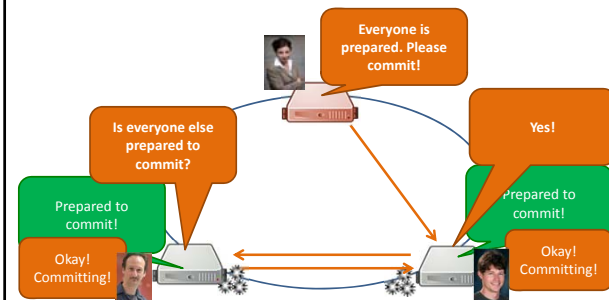 Everyone is
prepared. Please
commit!
Is everyone else
prepared to
commit?
Yes!
Prepared to
commit!
Prepared to
commit!
Okay!
Committing!
Okay!
Committing!